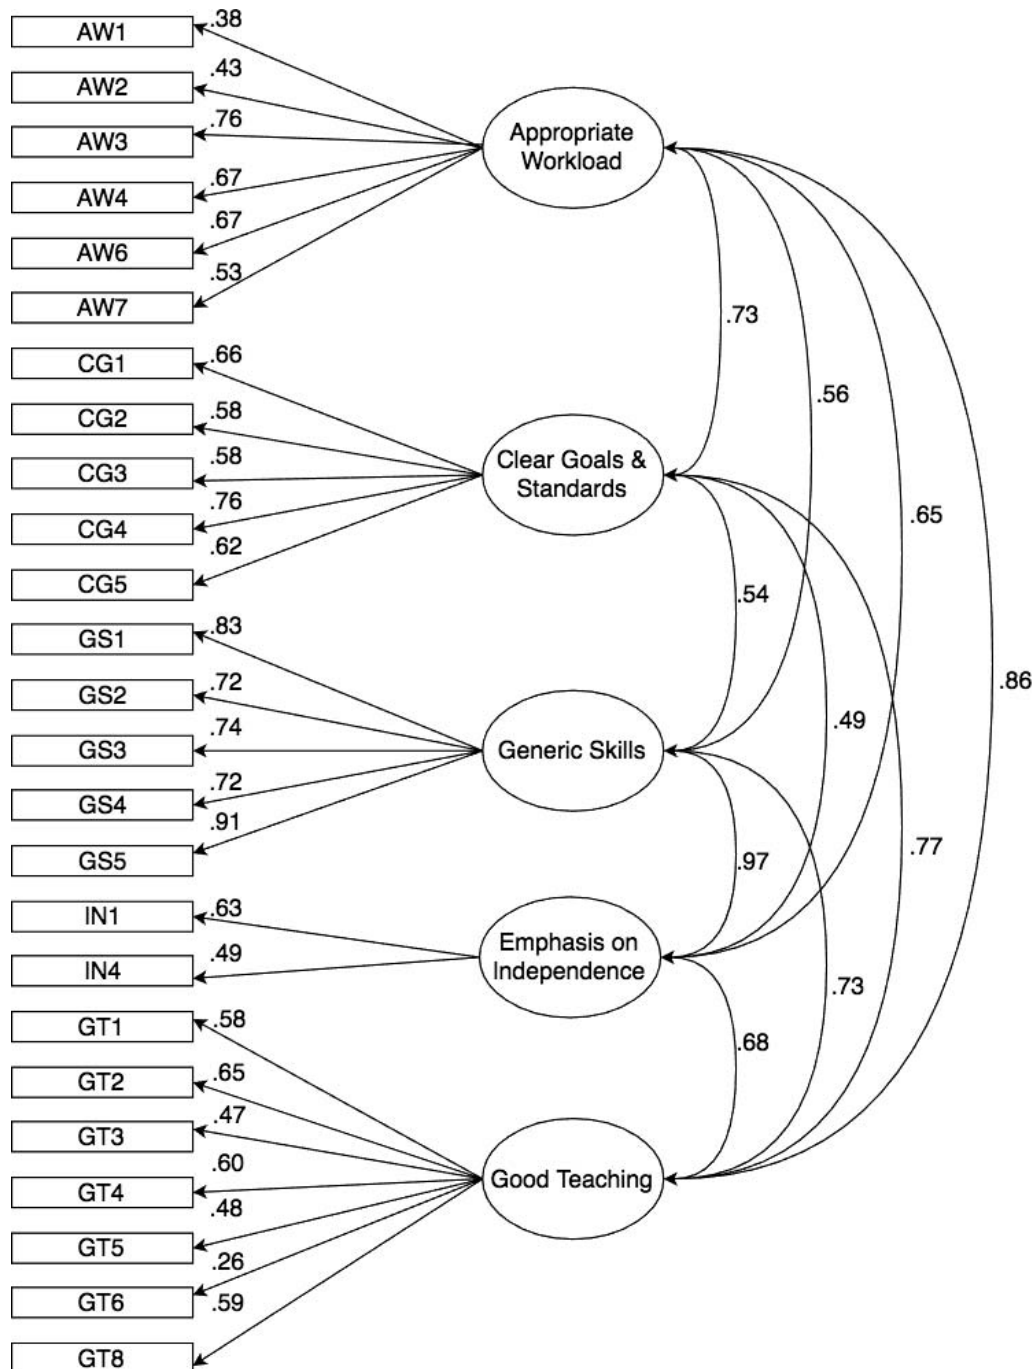 .38
AW1
.43
AW2
.76
AW3
.67
AW4
.67
AW6
.53
AW7
.66
CG1
.58
CG2
.58
CG3
.76
CG4
.62
CG5
.83
GS1
.72
GS2
.74
GS3
.72
GS4
.91
GS5
.63
IN1
.49
IN4
.58
GT1
.65
GT2
.47
GT3
.60
GT4
.48
GT5
.26
GT6
.59
GT8
Appropriate
Workload
Clear Goals &
Standards
Generic Skills
Emphasis on
Independence
Good Teaching
.73
.56
.65
.86
.54
.49
.77
.97
.73
.68